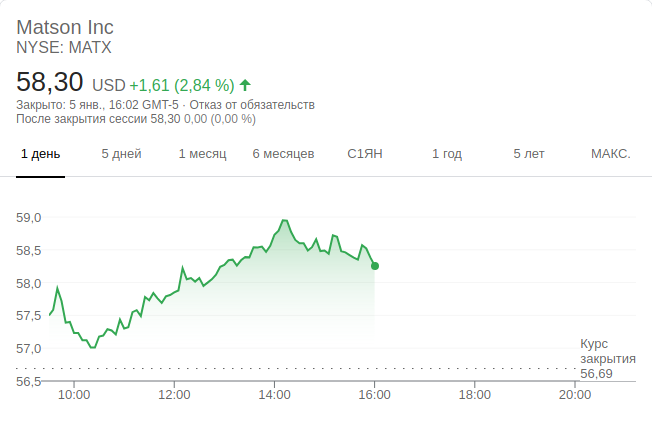 Matson Inc
NYSE: MATX
58,30 USD +1,61 (2,84 %)
Закрыто: 5 янв., 16:02 GMT-5 · Отказ от обязательств
После закрытия сессии 58,30 0,00 (0,00 %)
1 день 5 дней 1 месяц 6 месяцев С1ЯН 1 год 5 лет МАКС.
59,0
58,5
58,0
57,5
57,0
Курс
закрытия
56,69
56,5
10:00 12:00 14:00 16:00 18:00 20:00